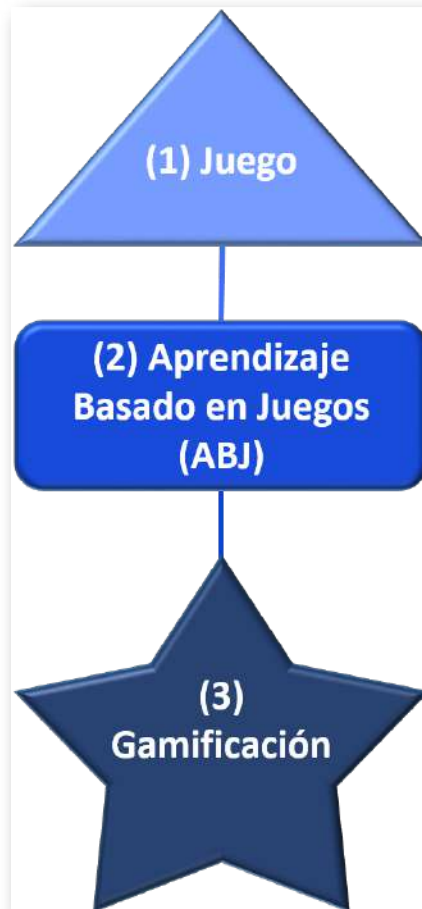 (1) Juego
(2) Aprendizaje
Basado en Juegos
(ABJ)
(3)
Gamificación